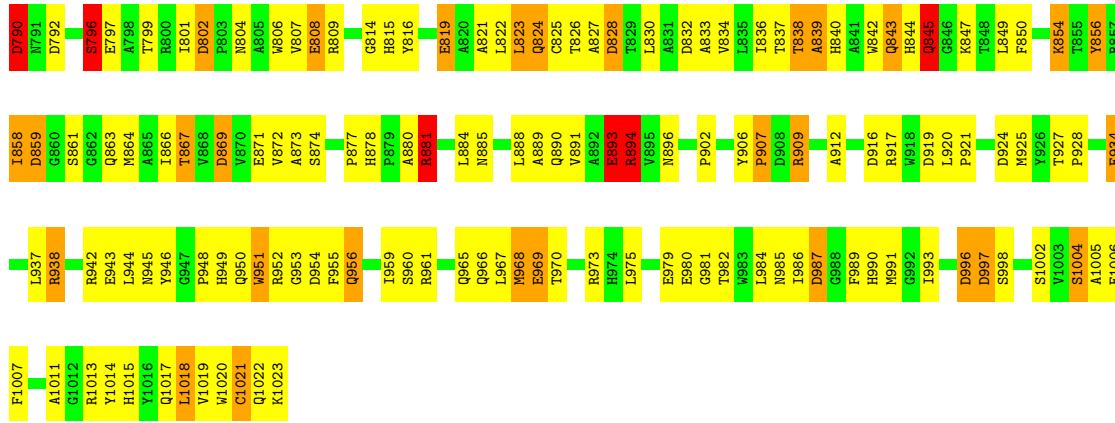 D790 N791 D792 S796 E797 A798 T799 R800 I801 D802 P803 N804 A805 W806 V807 E808 R809 G814 H815 Y816 E819 A820 A821 L822 L823 Q824 C825 T826 A827 D828 T829 L830 A831 D832 A833 V834 L835 I836 T837 S838 A839 H840 A841 W842 Q843 H844 Q845 G846 K847 T848 L849 F850 K854 T855 Y856 R857
I858 D859 G860 S861 G862 Q863 M864 A865 I866 T867 V868 D869 V870 E871 V872 A873 S874 P877 H878 P879 A880 R881 L884 N885 L888 A889 Q890 V891 A892 E893 R894 V895 N896 P902 Y906 P907 D908 R909 A912 D916 R917 W918 D919 L920 P921 D924 M925 Y926 T927 P928
L937 R938 R942 E943 L944 N945 Y946 G947 P948 H949 Q950 W951 R952 G953 D954 F955 Q956 I959 S960 R961 Q965 Q966 L967 M968 E969 T970 R973 H974 L975 E979 E980 G981 T982 W983 L984 N985 I986 D987 G988 F989 H990 M991 G992 I993 D996 D997 S998 S1002 V1003 S1004 A1005
F1007 A1011 G1012 R1013 Y1014 H1015 Y1016 Q1017 L1018 V1019 W1020 C1021 Q1022 K1023